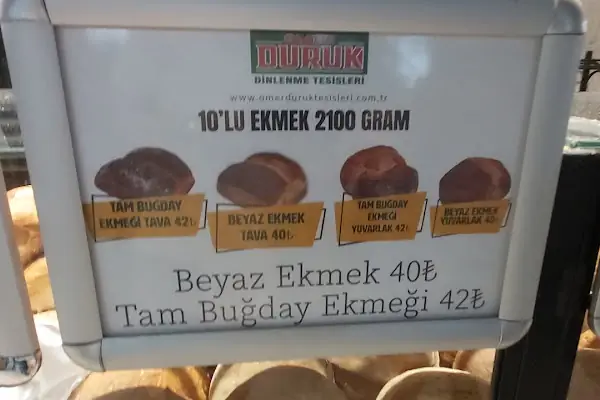 DURUK
DİNLENME TESİSLERİ
www.omerduruktesisleri.com.tr
10'LU EKMEK 2100 GRAM
TAM BUĞDAY
EKMEĞİ TAVA 42₺
BEYAZ EKMEK
TAVA 40₺
TAM BUGDAY
EKMEĞİ
YUVARLAK 42₺
BEYAZ EKMEK
YUVARLAK 40₺
Beyaz Ekmek 40₺
Tam Buğday Ekmeği 42₺